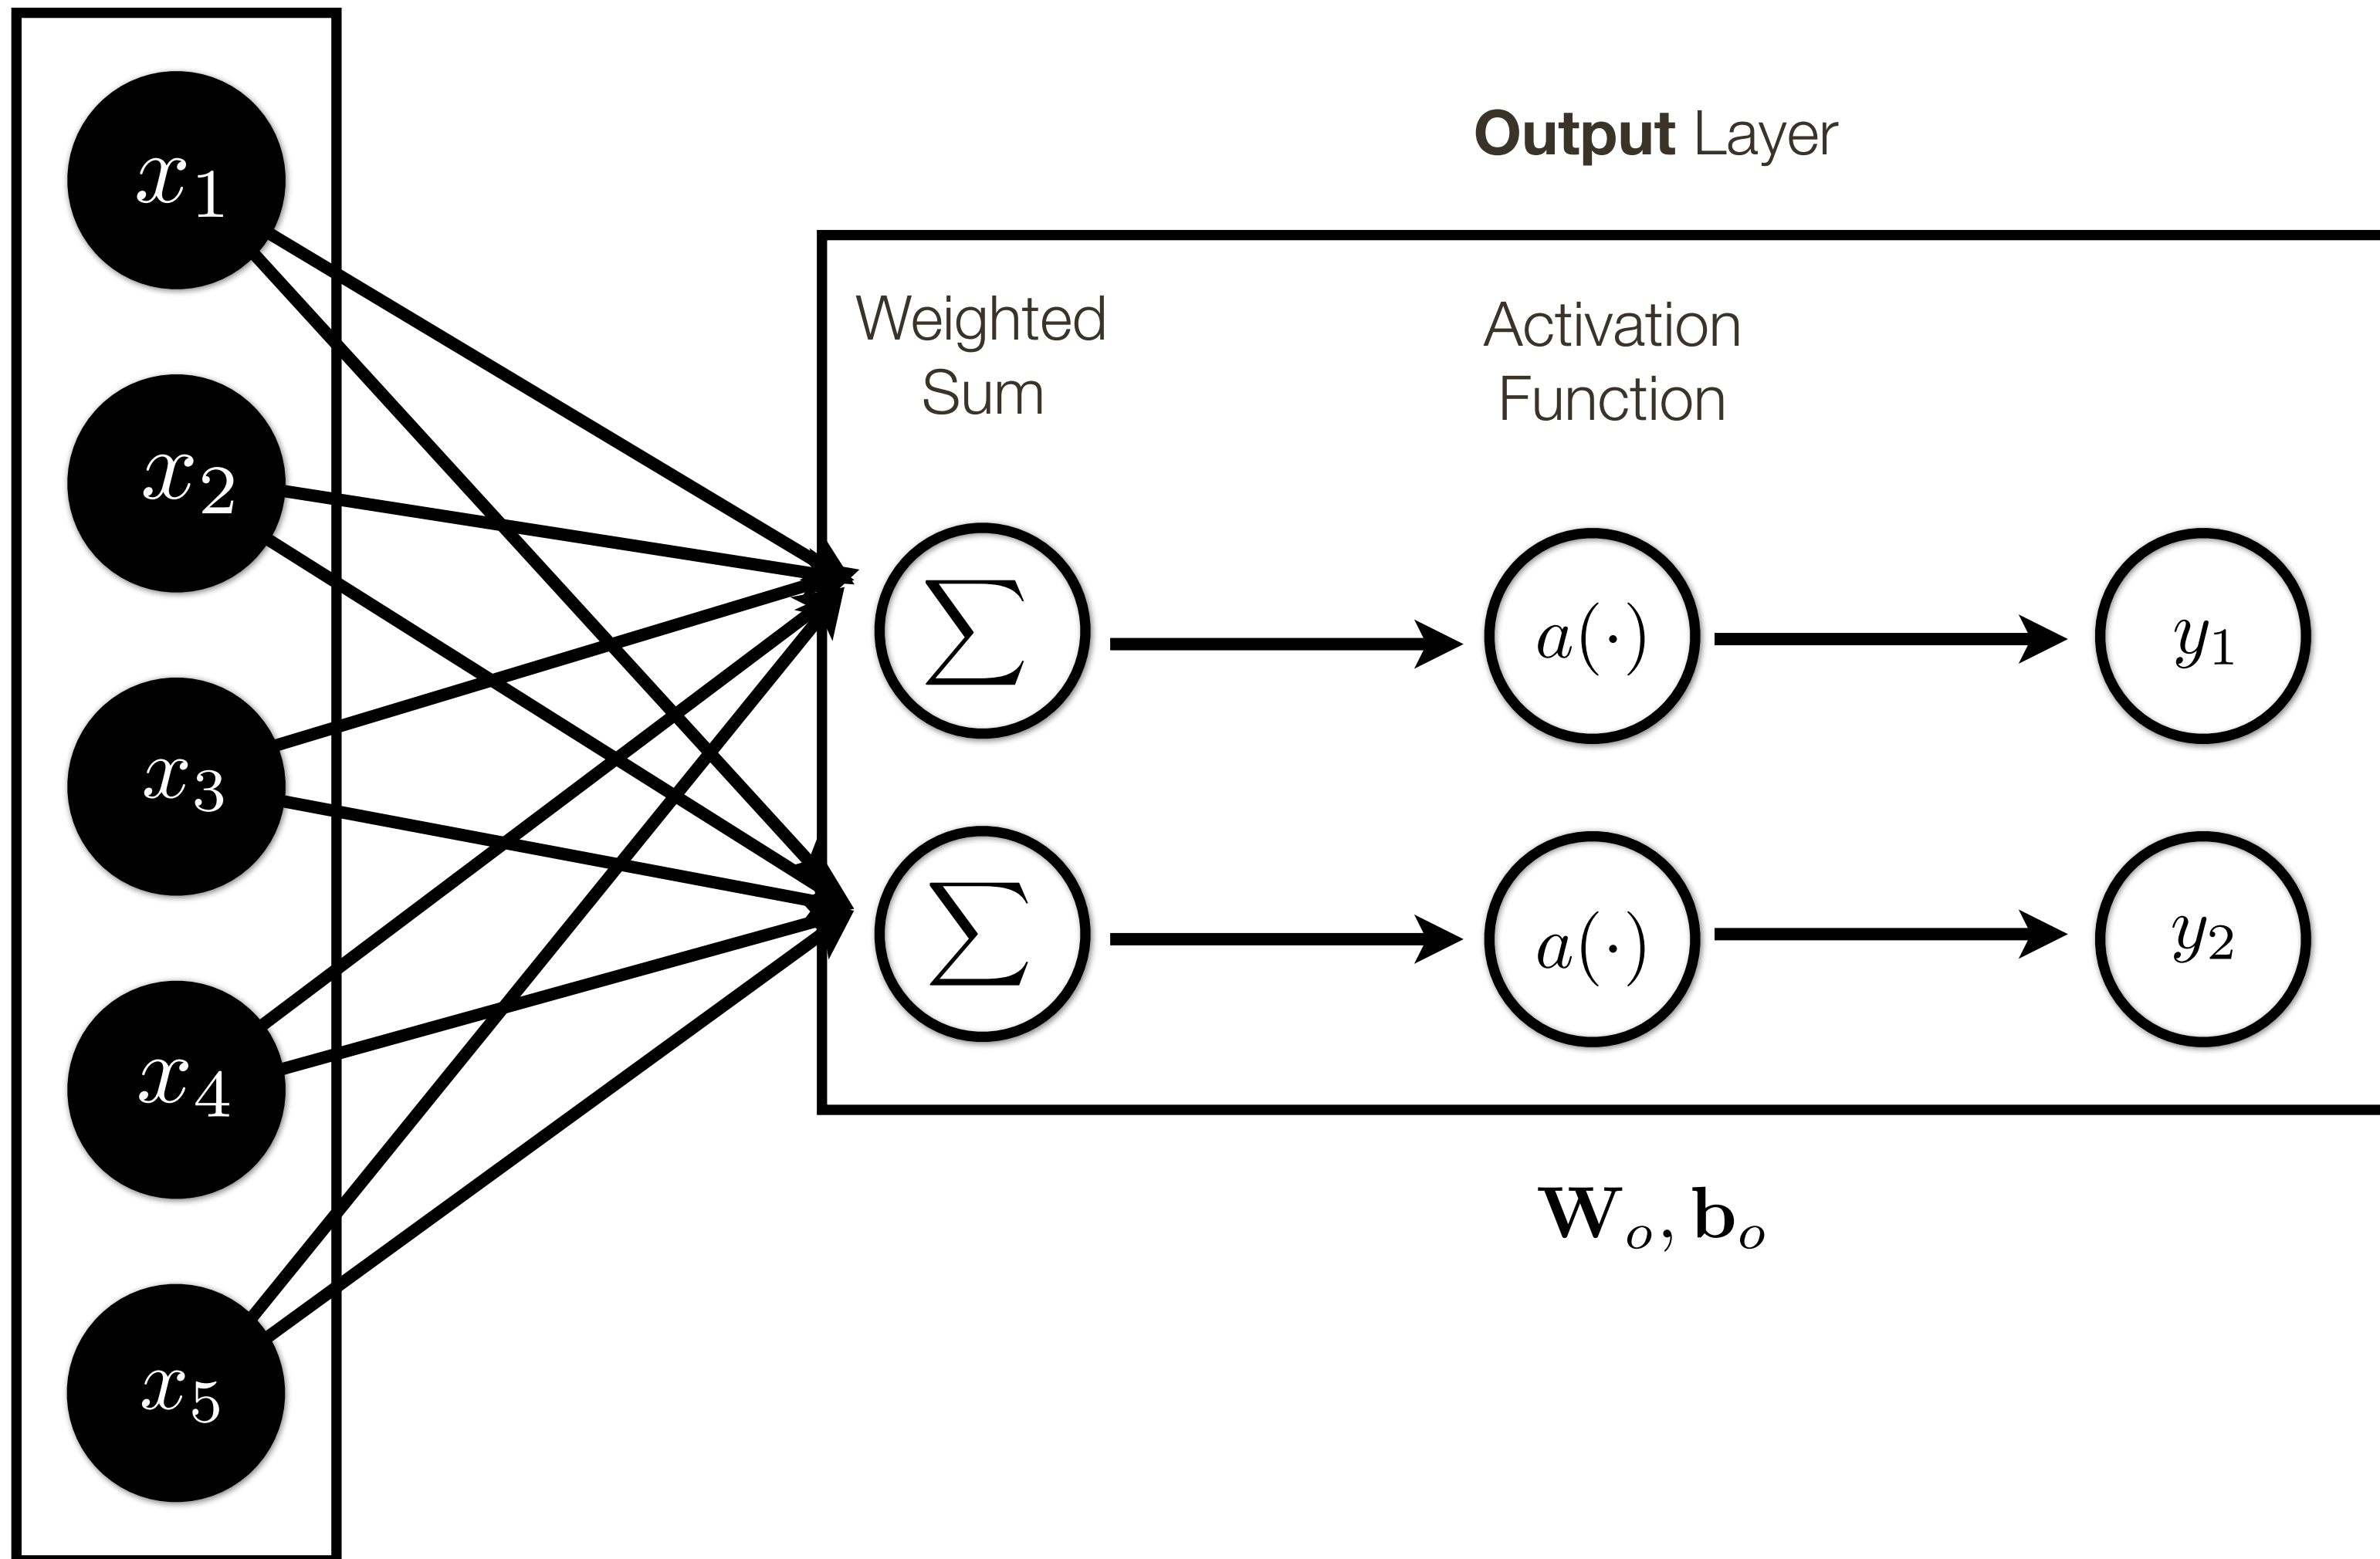 x₁
x₂
x₃
x₄
x₅
Output Layer
Weighted
Sum
Activation
Function
∑
a(·)
y₁
∑
a(·)
y₂
Wₒ, bₒ